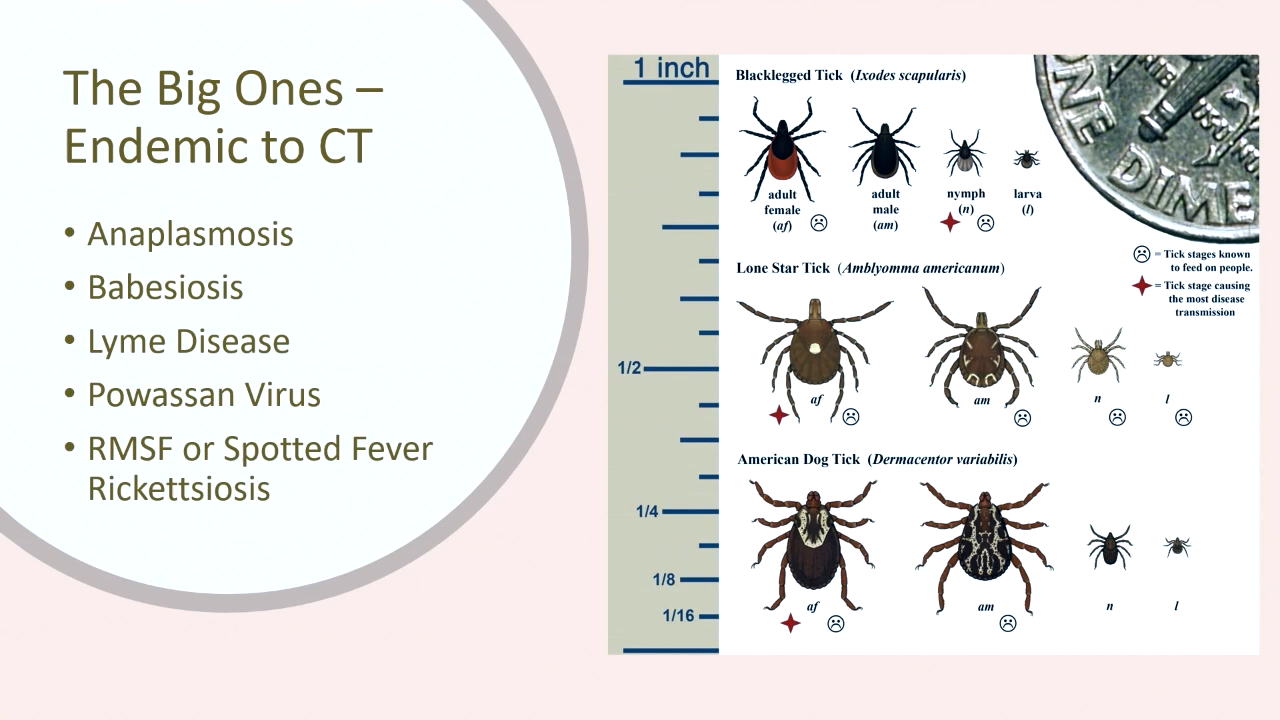 The Big Ones –
Endemic to CT
• Anaplasmosis
• Babesiosis
• Lyme Disease
• Powassan Virus
• RMSF or Spotted Fever
Rickettsiosis
1 inch
1/2
1/4
1/8
1/16
Blacklegged Tick (Ixodes scapularis)
adult
female
(af)
adult
male
(am)
nymph
(n)
larva
(l)
ONE
DIME
= Tick stages known
to feed on people.
= Tick stage causing
the most disease
transmission
Lone Star Tick (Amblyomma americanum)
af
am
n
l
American Dog Tick (Dermacentor variabilis)
af
am
n
l